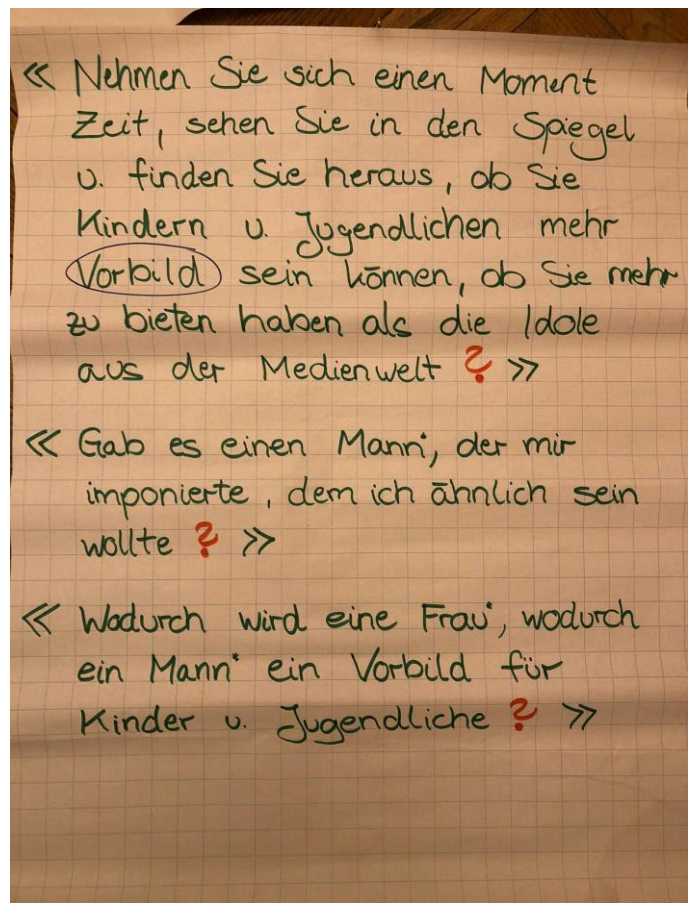 « Nehmen Sie sich einen Moment
Zeit, sehen Sie in den Spiegel
u. finden Sie heraus, ob Sie
Kindern u. Jugendlichen mehr
Vorbild sein können, ob Sie mehr
zu bieten haben als die Idole
aus der Medienwelt ? »
« Gab es einen Mann*, der mir
imponierte, dem ich ähnlich sein
wollte ? »
« Wodurch wird eine Frau*, wodurch
ein Mann* ein Vorbild für
Kinder u. Jugendliche ? »